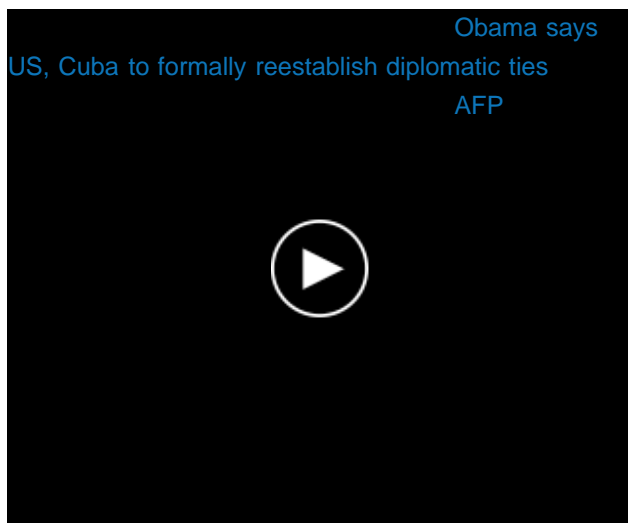 Obama says
US, Cuba to formally reestablish diplomatic ties
AFP